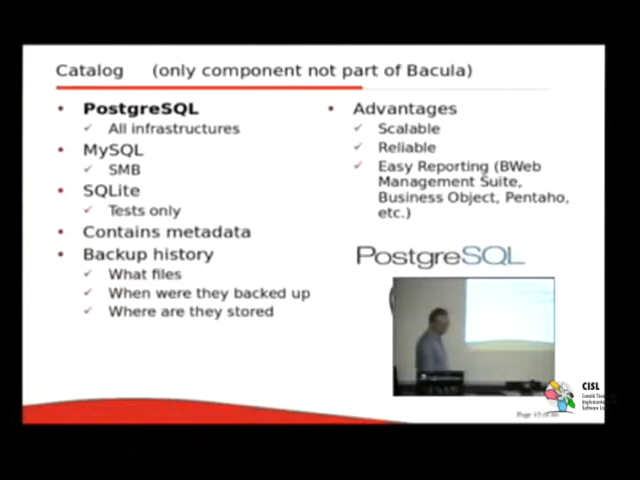 Catalog (only component not part of Bacula)
PostgreSQL
All infrastructures
MySQL
SMB
SQLite
Tests only
Contains metadata
Backup history
What files
When were they backed up
Where are they stored
Advantages
Scalable
Reliable
Easy Reporting (BWeb
Management Suite,
Business Object, Pentaho,
etc.)
PostgreSQL
CISL
Page